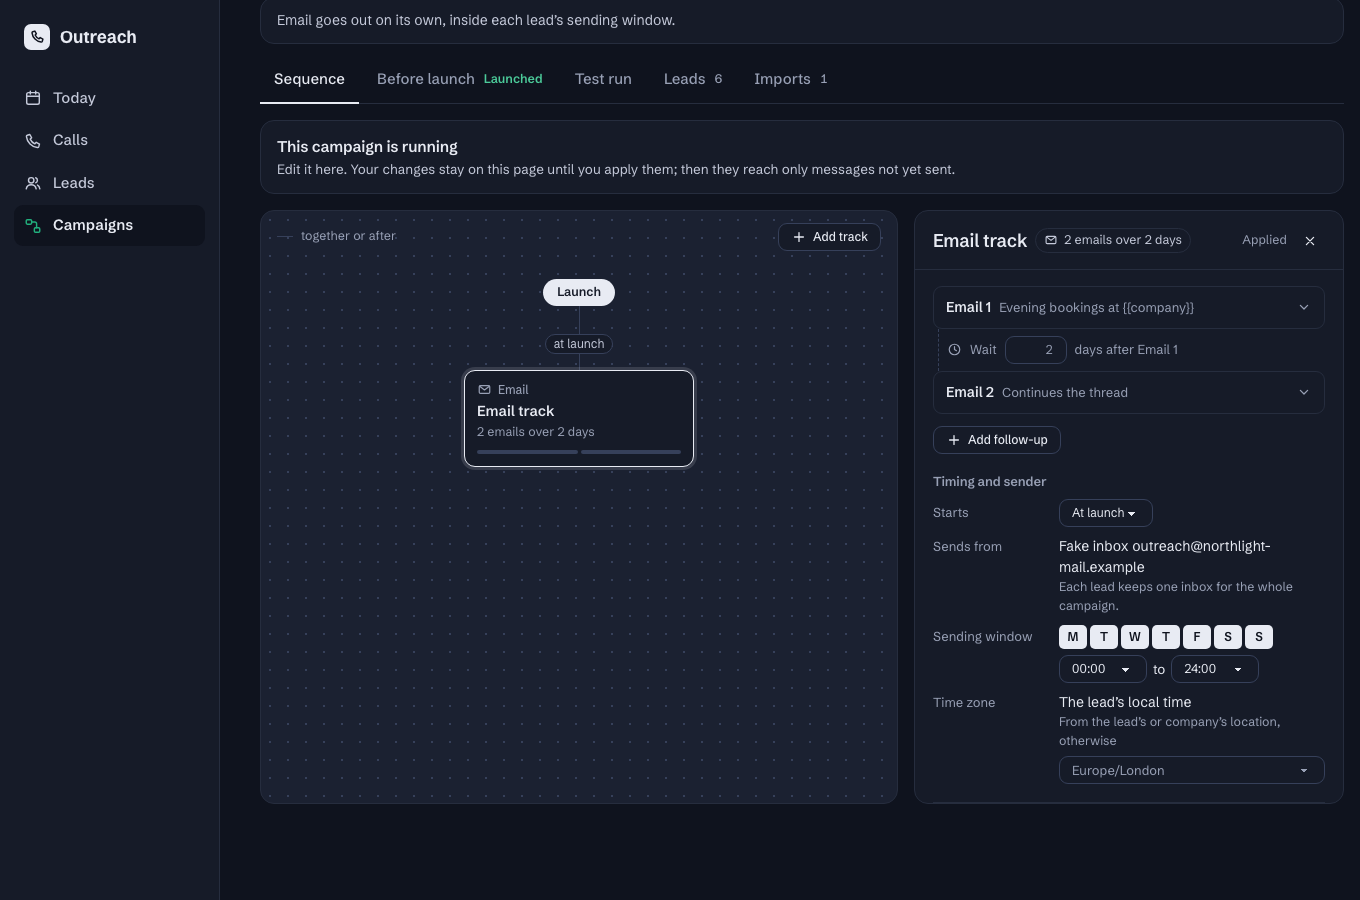 Outreach
Today
Calls
Leads
Campaigns
Email goes out on its own, inside each lead’s sending window.
Sequence
Before launch Launched
Test run
Leads 6
Imports 1
This campaign is running
Edit it here. Your changes stay on this page until you apply them; then they reach only messages not yet sent.
together or after
Add track
Launch
at launch
Email
Email track
2 emails over 2 days
Email track
2 emails over 2 days
Applied
Email 1 Evening bookings at {{company}}
Wait 2 days after Email 1
Email 2 Continues the thread
Add follow-up
Timing and sender
Starts
At launch
Sends from
Fake inbox outreach@northlight-
mail.example
Each lead keeps one inbox for the whole
campaign.
Sending window
M T W T F S S
00:00 to 24:00
Time zone
The lead’s local time
From the lead’s or company’s location,
otherwise
Europe/London